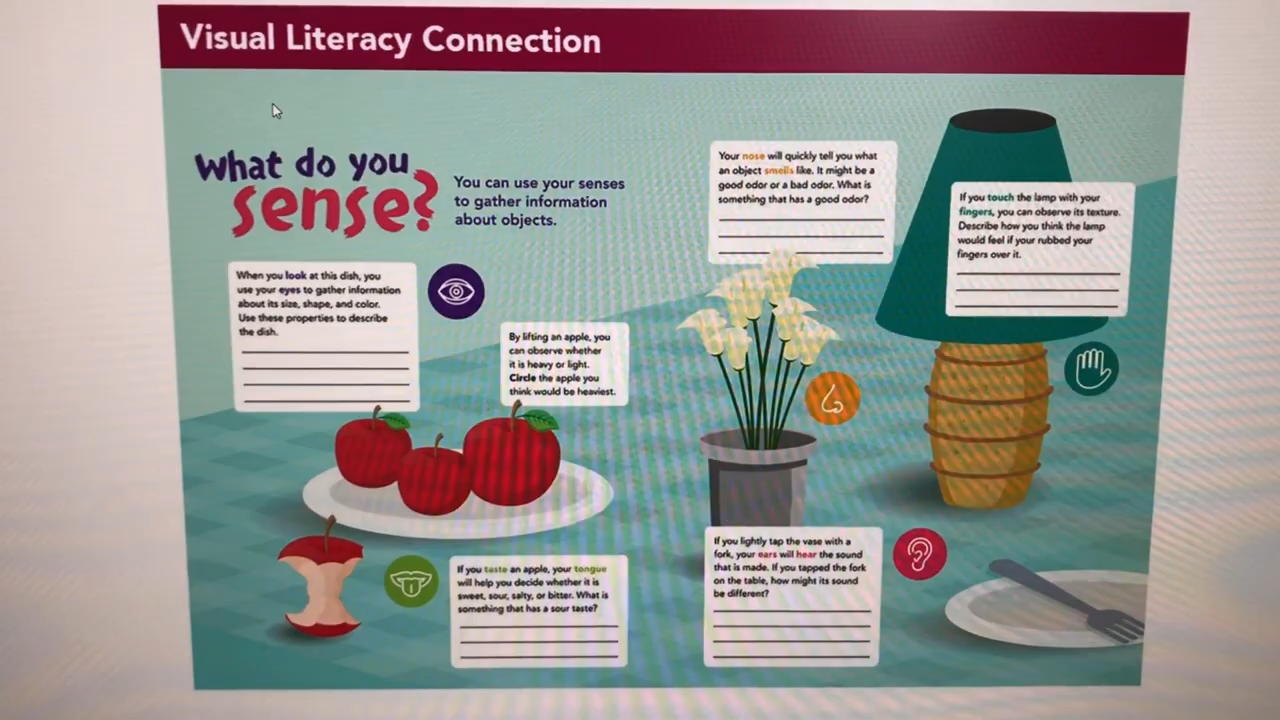 Visual Literacy Connection
What do you
sense?
You can use your senses
to gather information
about objects.
When you look at this dish, you
use your eyes to gather information
about its size, shape, and color.
Use these properties to describe
the dish.
By lifting an apple, you
can observe whether
it is heavy or light.
Circle the apple you
think would be heaviest.
Your nose will quickly tell you what
an object smells like. It might be a
good odor or a bad odor. What is
something that has a good odor?
If you touch the lamp with your
fingers, you can observe its texture.
Describe how you think the lamp
would feel if your rubbed your
fingers over it.
If you taste an apple, your tongue
will help you decide whether it is
sweet, sour, salty, or bitter. What is
something that has a sour taste?
If you lightly tap the vase with a
fork, your ears will hear the sound
that is made. If you tapped the fork
on the table, how might its sound
be different?